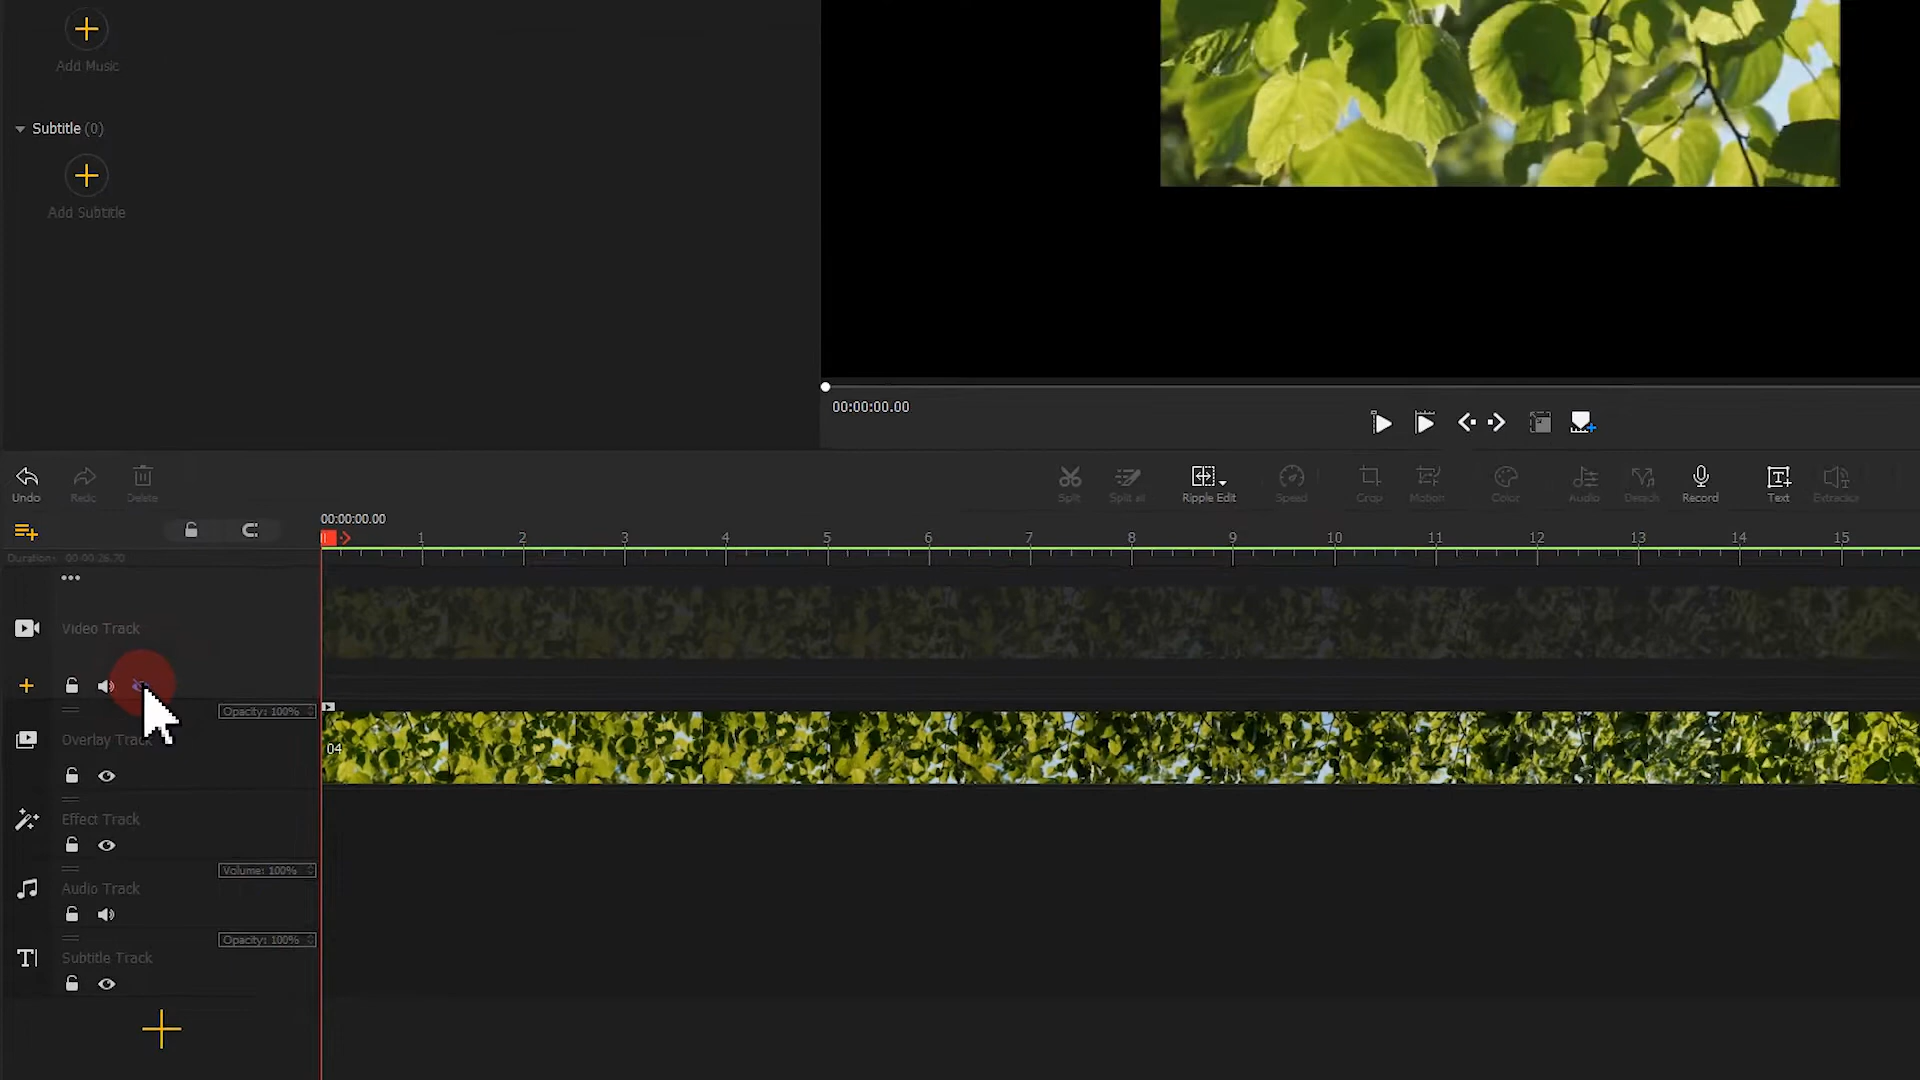 Add Music
Subtitle (0)
Add Subtitle
00:00:00.00
Undo Redo Delete Split Split all Ripple Edit Speed Crop Motion Color Audio Detach Record Text
00:00:00.00
1 2 3 4 5 6 7 8 9 10 11 12 13 14 15
Duration: 00:00:26.20
Video Track
Opacity: 100%
Overlay Track
04
Effect Track
Volume: 100%
Audio Track
Opacity: 100%
Subtitle Track